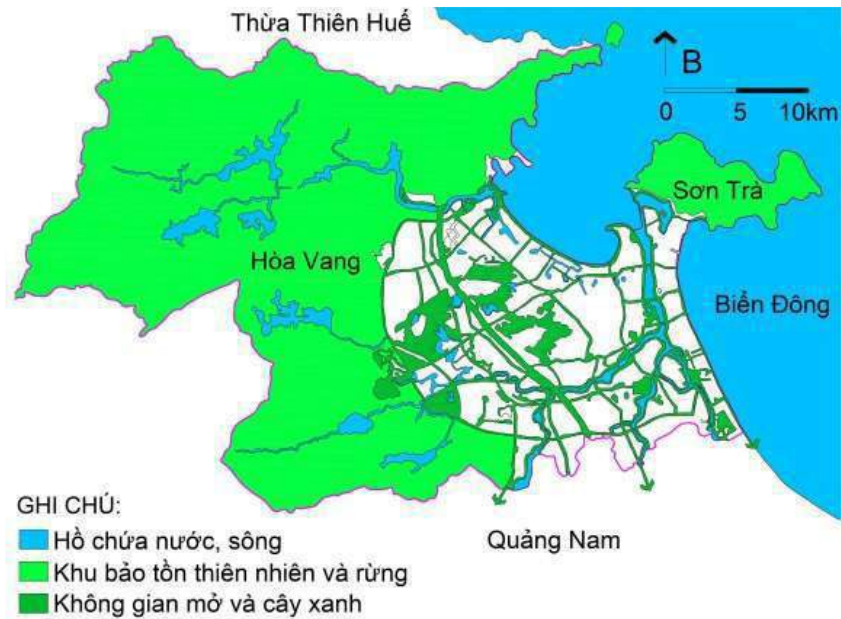 Thừa Thiên Huế
B
0 5 10km
Sơn Trà
Hòa Vang
Biển Đông
GHI CHÚ:
Hồ chứa nước, sông
Quảng Nam
Khu bảo tồn thiên nhiên và rừng
Không gian mở và cây xanh